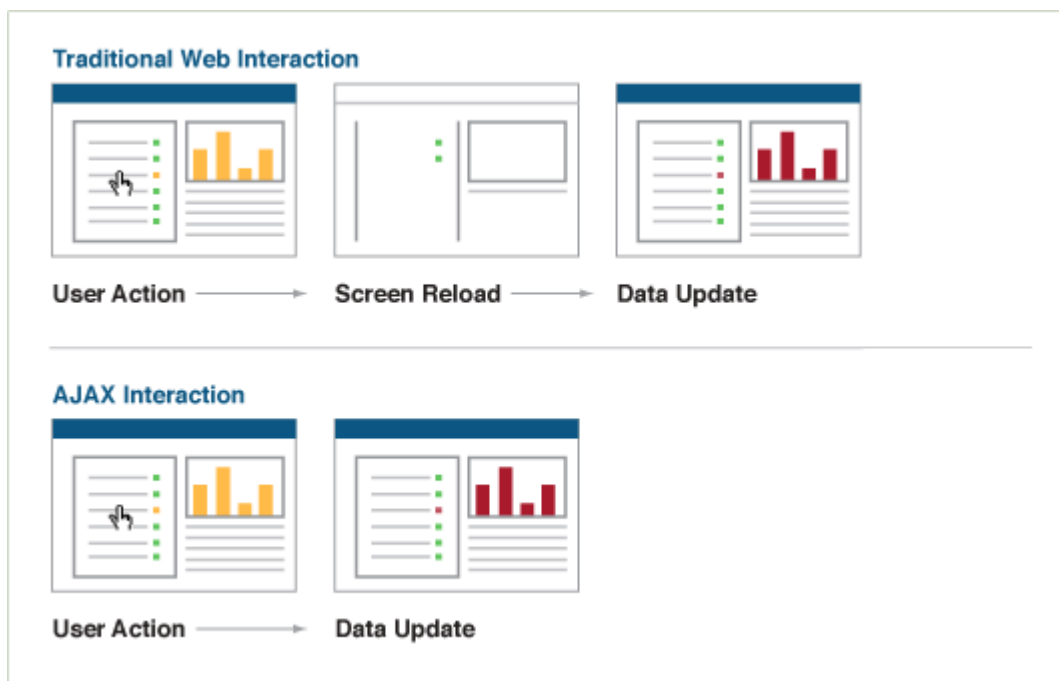 Traditional Web Interaction
User Action Screen Reload Data Update
AJAX Interaction
User Action Data Update